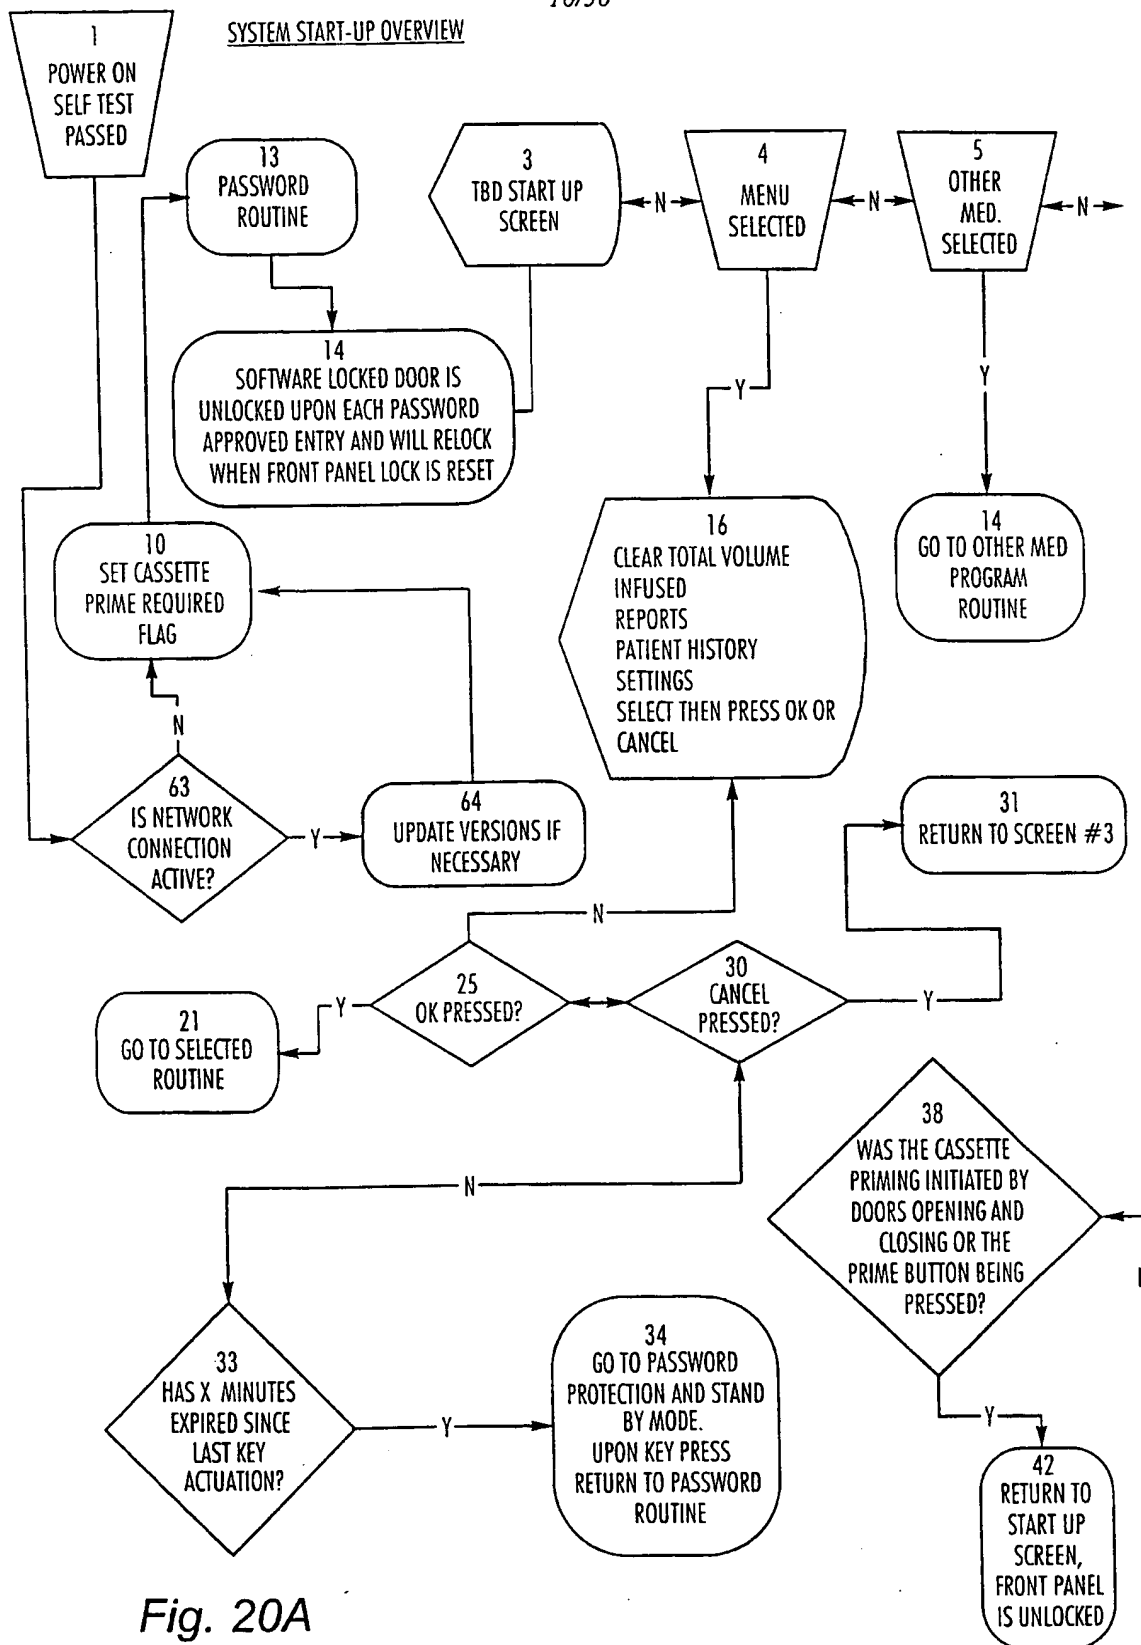 SYSTEM START-UP OVERVIEW
1
POWER ON
SELF TEST
PASSED
13
PASSWORD
ROUTINE
3
TBD START UP
SCREEN
N
4
MENU
SELECTED
N
5
OTHER
MED.
SELECTED
N
14
SOFTWARE LOCKED DOOR IS
UNLOCKED UPON EACH PASSWORD
APPROVED ENTRY AND WILL RELOCK
WHEN FRONT PANEL LOCK IS RESET
Y
Y
10
SET CASSETTE
PRIME REQUIRED
FLAG
16
CLEAR TOTAL VOLUME
INFUSED
REPORTS
PATIENT HISTORY
SETTINGS
SELECT THEN PRESS OK OR
CANCEL
14
GO TO OTHER MED
PROGRAM
ROUTINE
N
63
IS NETWORK
CONNECTION
ACTIVE?
Y
64
UPDATE VERSIONS IF
NECESSARY
31
RETURN TO SCREEN #3
N
25
OK PRESSED?
Y
30
CANCEL
PRESSED?
Y
21
GO TO SELECTED
ROUTINE
N
38
WAS THE CASSETTE
PRIMING INITIATED BY
DOORS OPENING AND
CLOSING OR THE
PRIME BUTTON BEING
PRESSED?
33
HAS X MINUTES
EXPIRED SINCE
LAST KEY
ACTUATION?
Y
34
GO TO PASSWORD
PROTECTION AND STAND
BY MODE.
UPON KEY PRESS
RETURN TO PASSWORD
ROUTINE
Y
42
RETURN TO
START UP
SCREEN,
FRONT PANEL
IS UNLOCKED
Fig. 20A